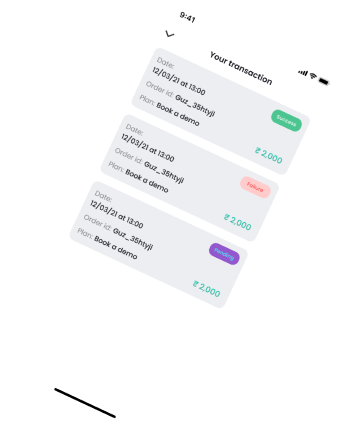 9:41
Your transaction
Date:
12/03/21 at 13:00
Order id: Guz_35htyjl
Success
Plan: Book a demo
₹ 2,000
Date:
12/03/21 at 13:00
Order id: Guz_35htyjl
Failure
Plan: Book a demo
₹ 2,000
Date:
12/03/21 at 13:00
Order id: Guz_35htyjl
Pending
Plan: Book a demo
₹ 2,000